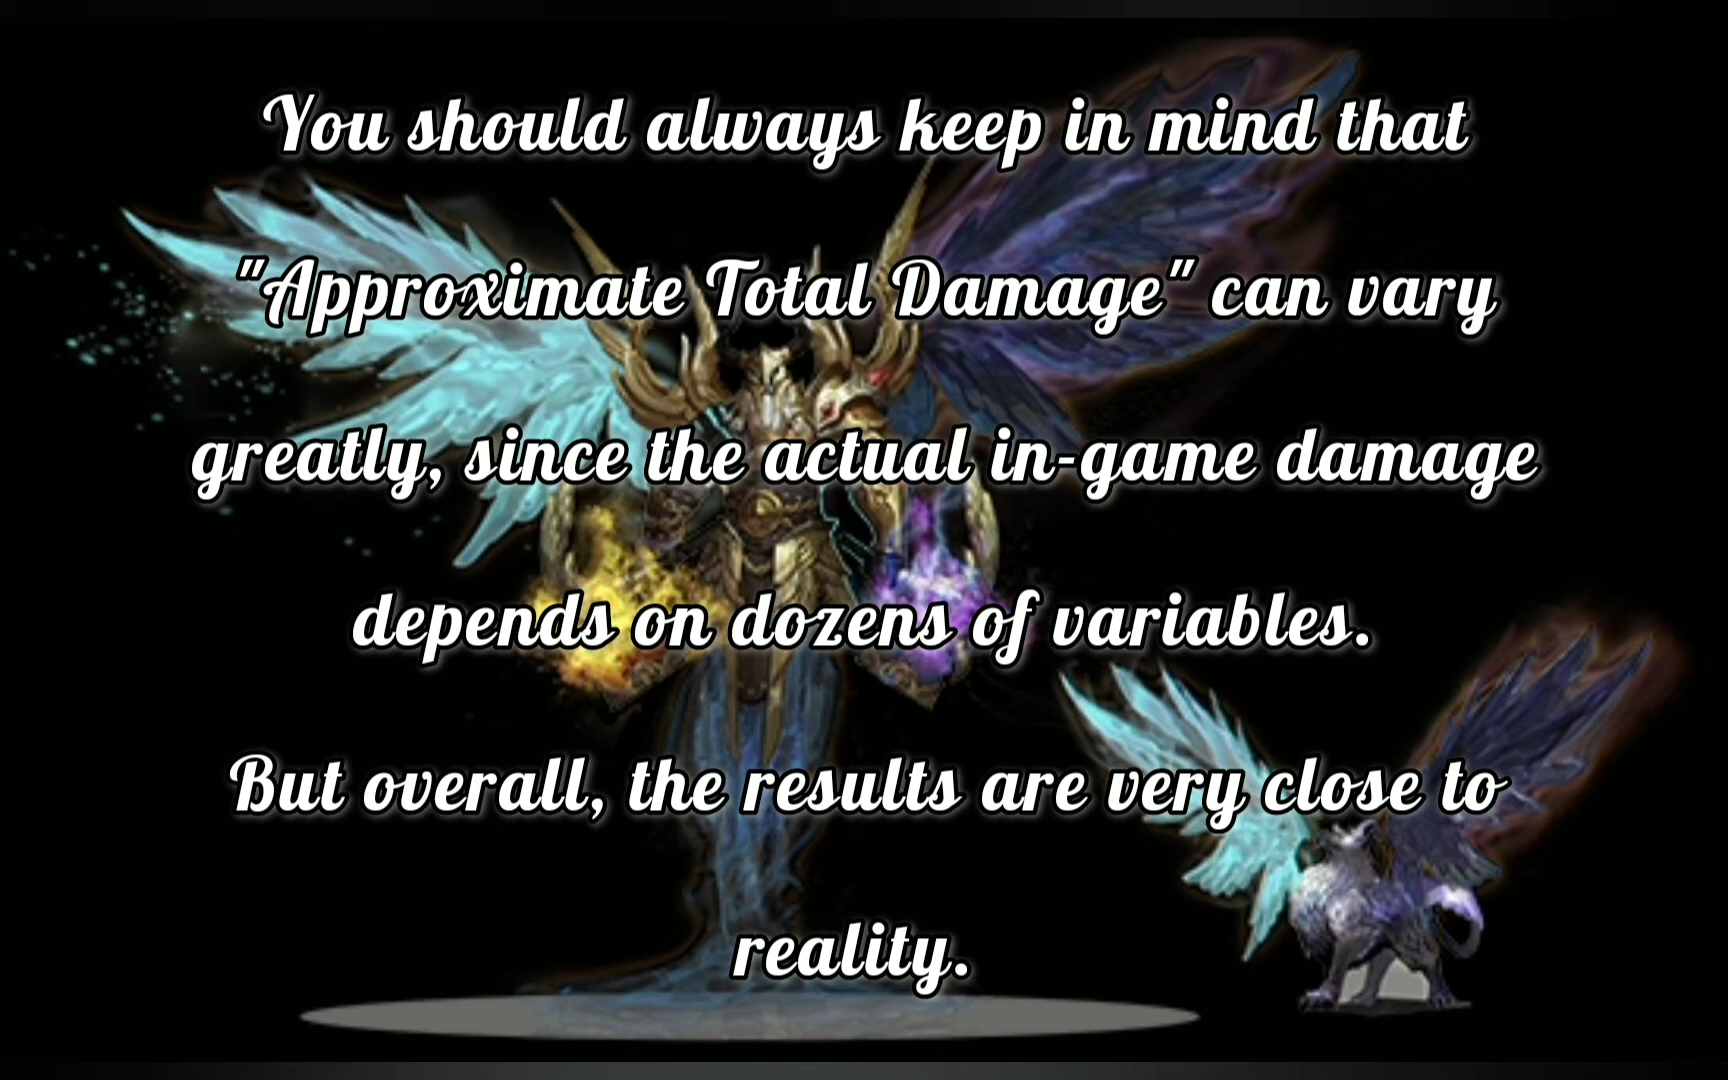 You should always keep in mind that
"Approximate Total Damage" can vary
greatly, since the actual in-game damage
depends on dozens of variables.
But overall, the results are very close to
reality.